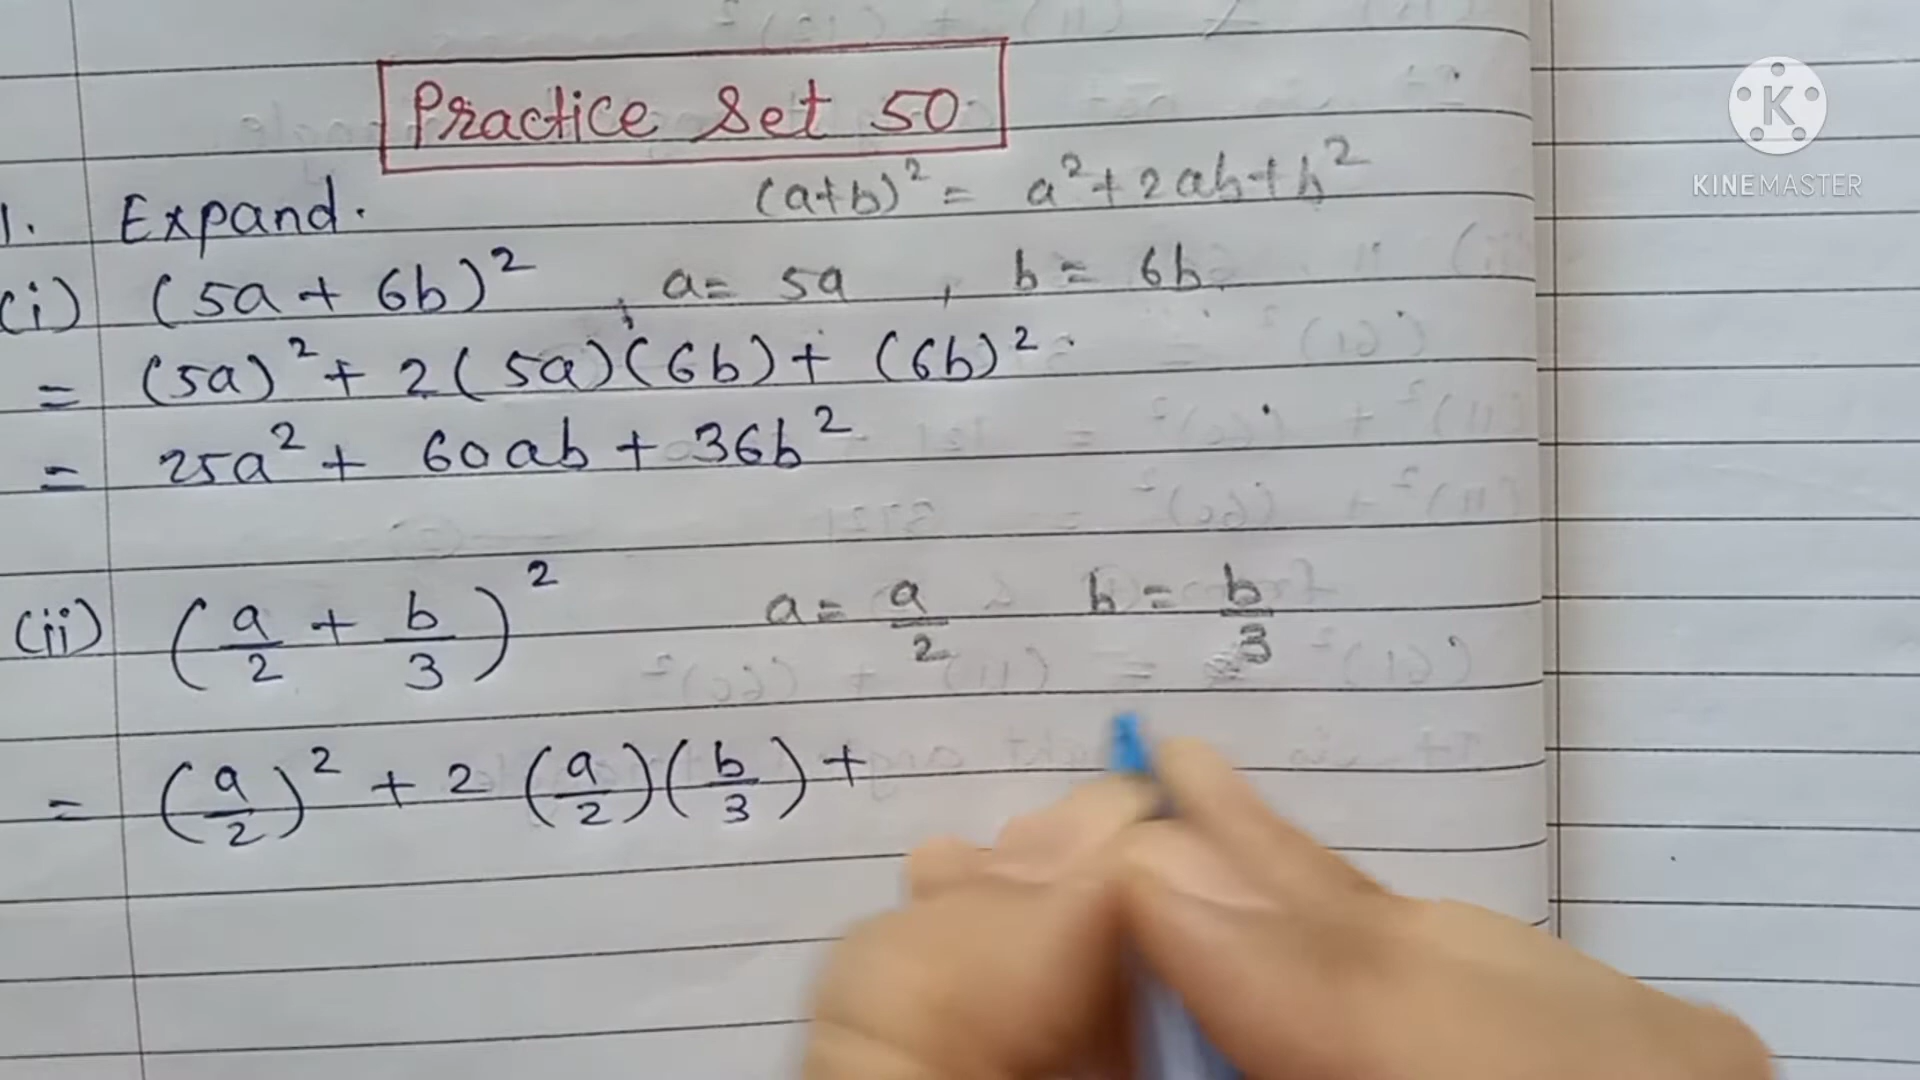 Practice Set 50
KINEMASTER
1. Expand. (a+b)² = a²+2ab+b²
(i) (5a + 6b)² , a= 5a , b= 6b.
= (5a)² + 2(5a)(6b) + (6b)².
= 25a² + 60ab + 36b²
(ii) (a/2 + b/3)² a= a/2 b= b/3
= (a/2)² + 2 (a/2)(b/3) +